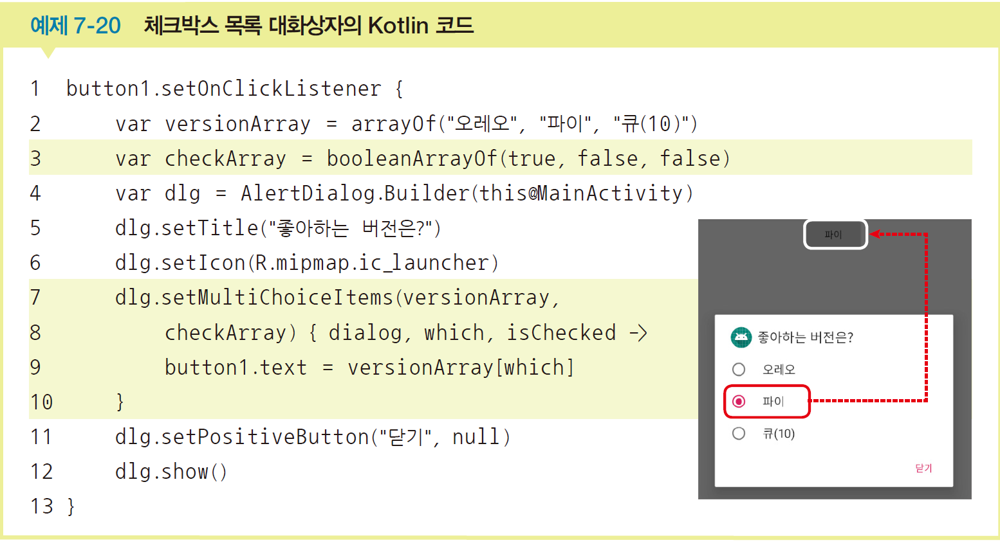 예제 7-20 체크박스 목록 대화상자의 Kotlin 코드
1 button1.setOnClickListener {
2 var versionArray = arrayOf("오레오", "파이", "큐(10)")
3 var checkArray = booleanArrayOf(true, false, false)
4 var dlg = AlertDialog.Builder(this@MainActivity)
5 dlg.setTitle("좋아하는 버전은?")
6 dlg.setIcon(R.mipmap.ic_launcher)
7 dlg.setMultiChoiceItems(versionArray,
8 checkArray) { dialog, which, isChecked ->
9 button1.text = versionArray[which]
10 }
11 dlg.setPositiveButton("닫기", null)
12 dlg.show()
13 }
파이
좋아하는 버전은?
오레오
파이
큐(10)
닫기